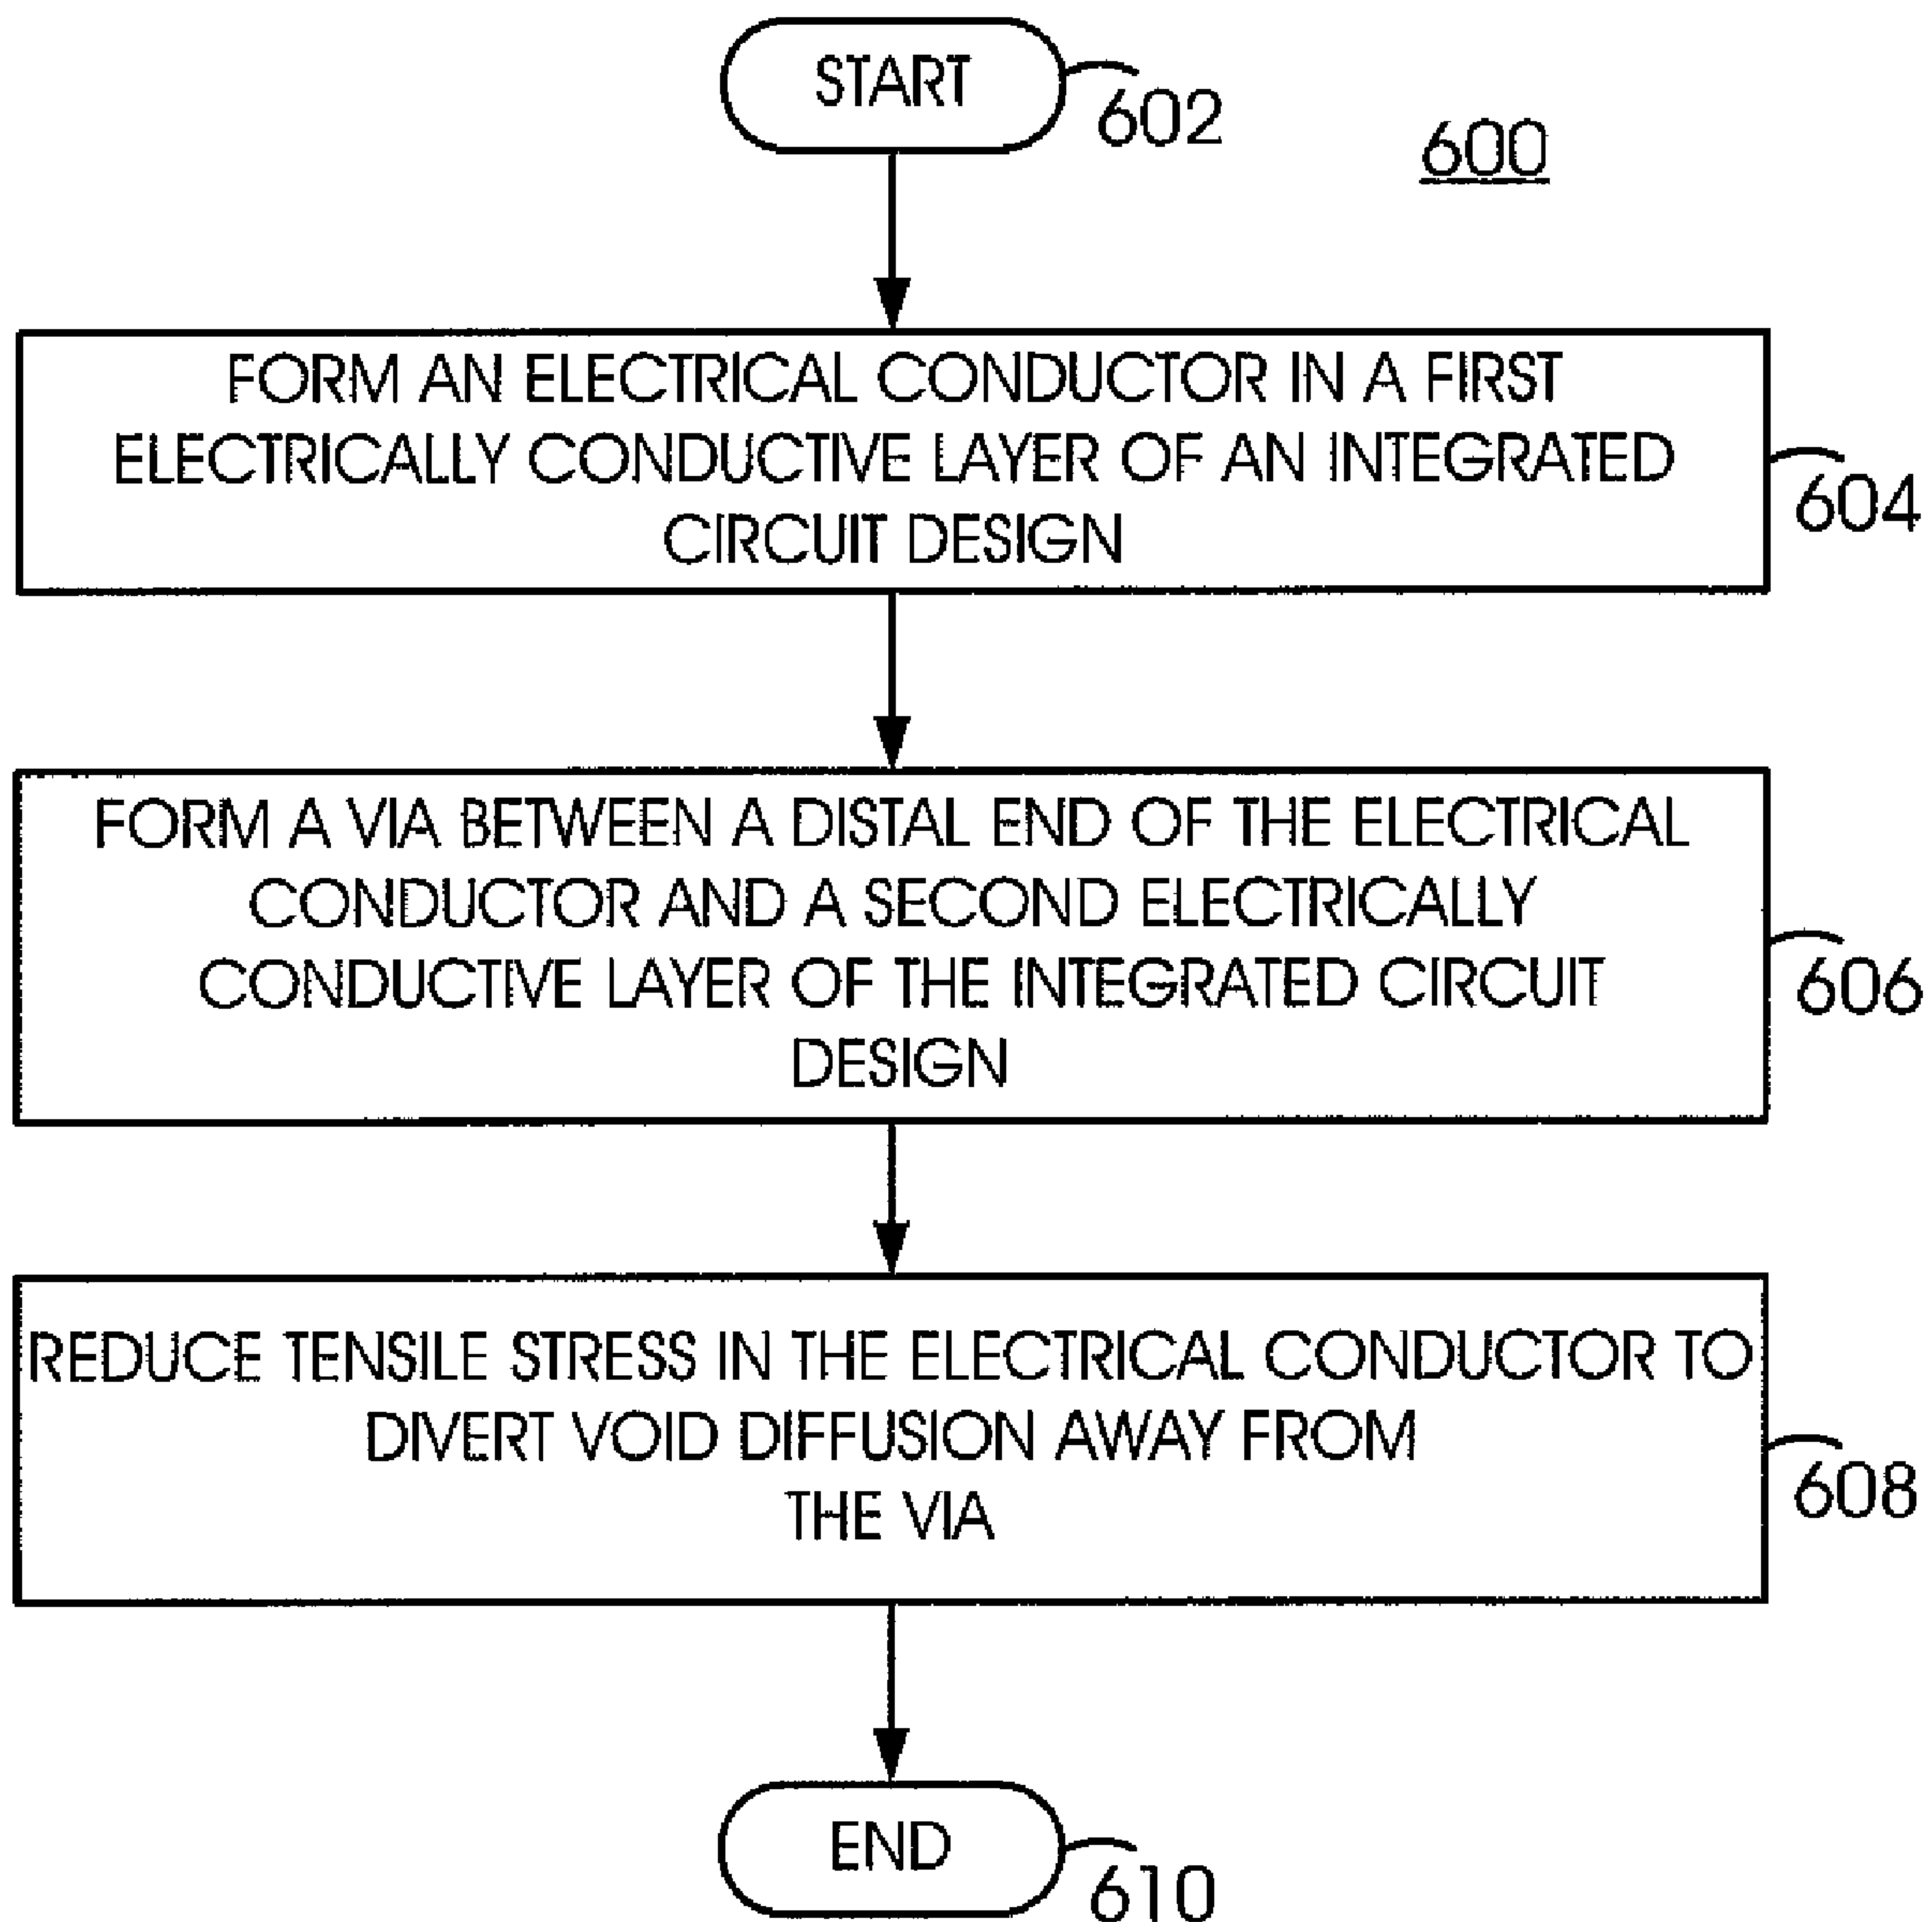 START
602
600
FORM AN ELECTRICAL CONDUCTOR IN A FIRST
ELECTRICALLY CONDUCTIVE LAYER OF AN INTEGRATED
CIRCUIT DESIGN
604
FORM A VIA BETWEEN A DISTAL END OF THE ELECTRICAL
CONDUCTOR AND A SECOND ELECTRICALLY
CONDUCTIVE LAYER OF THE INTEGRATED CIRCUIT
DESIGN
606
REDUCE TENSILE STRESS IN THE ELECTRICAL CONDUCTOR TO
DIVERT VOID DIFFUSION AWAY FROM
THE VIA
608
END
610